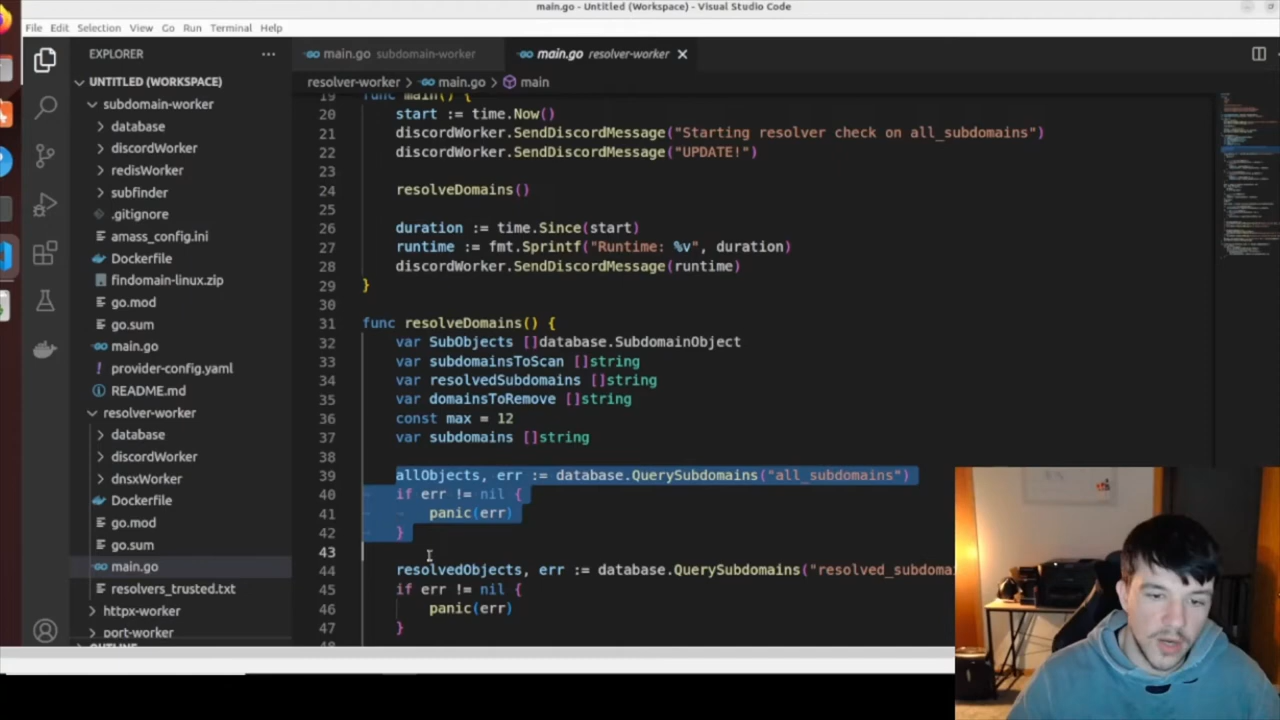 main.go - Untitled (Workspace) - Visual Studio Code
File Edit Selection View Go Run Terminal Help
EXPLORER
UNTITLED (WORKSPACE)
subdomain-worker
database
discordWorker
redisWorker
subfinder
.gitignore
amass_config.ini
Dockerfile
findomain-linux.zip
go.mod
go.sum
main.go
provider-config.yaml
README.md
resolver-worker
database
discordWorker
dnsxWorker
Dockerfile
go.mod
go.sum
main.go
resolvers_trusted.txt
httpx-worker
port-worker
OUTLINE
main.go subdomain-worker
main.go resolver-worker
resolver-worker > main.go > main
19 func main() {
20 start := time.Now()
21 discordWorker.SendDiscordMessage("Starting resolver check on all_subdomains")
22 discordWorker.SendDiscordMessage("UPDATE!")
23
24 resolveDomains()
25
26 duration := time.Since(start)
27 runtime := fmt.Sprintf("Runtime: %v", duration)
28 discordWorker.SendDiscordMessage(runtime)
29 }
30
31 func resolveDomains() {
32 var SubObjects []database.SubdomainObject
33 var subdomainsToScan []string
34 var resolvedSubdomains []string
35 var domainsToRemove []string
36 const max = 12
37 var subdomains []string
38
39 allObjects, err := database.QuerySubdomains("all_subdomains")
40 if err != nil {
41 panic(err)
42 }
43
44 resolvedObjects, err := database.QuerySubdomains("resolved_subdoma
45 if err != nil {
46 panic(err)
47 }